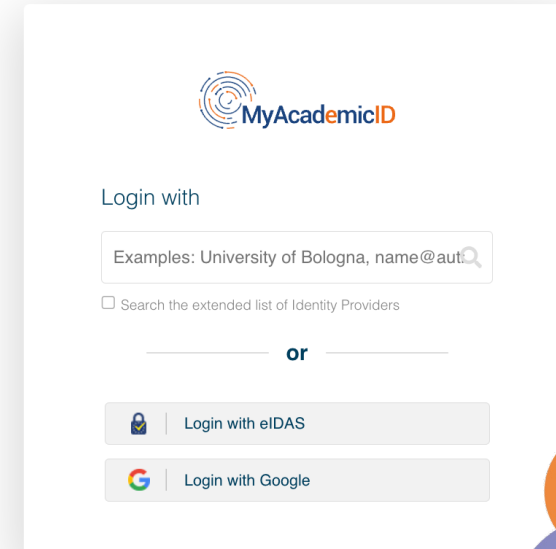 MyAcademicID
Login with
Examples: University of Bologna, name@aut
Search the extended list of Identity Providers
or
Login with eIDAS
Login with Google